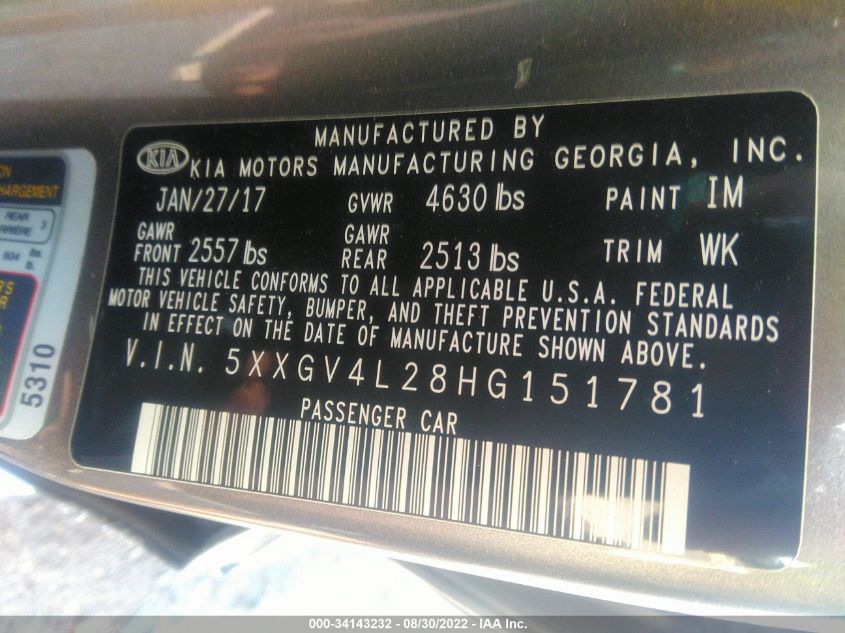 MANUFACTURED BY
KIA KIA MOTORS MANUFACTURING GEORGIA, INC.
JAN/27/17 GVWR 4630 lbs PAINT IM
GAWR FRONT 2557 lbs GAWR REAR 2513 lbs TRIM WK
THIS VEHICLE CONFORMS TO ALL APPLICABLE U.S.A. FEDERAL
MOTOR VEHICLE SAFETY, BUMPER, AND THEFT PREVENTION STANDARDS
IN EFFECT ON THE DATE OF MANUFACTURE SHOWN ABOVE.
V.I.N. 5XXGV4L28HG151781
PASSENGER CAR
REAR 3
5310
000-34143232 - 08/30/2022 - IAA Inc.